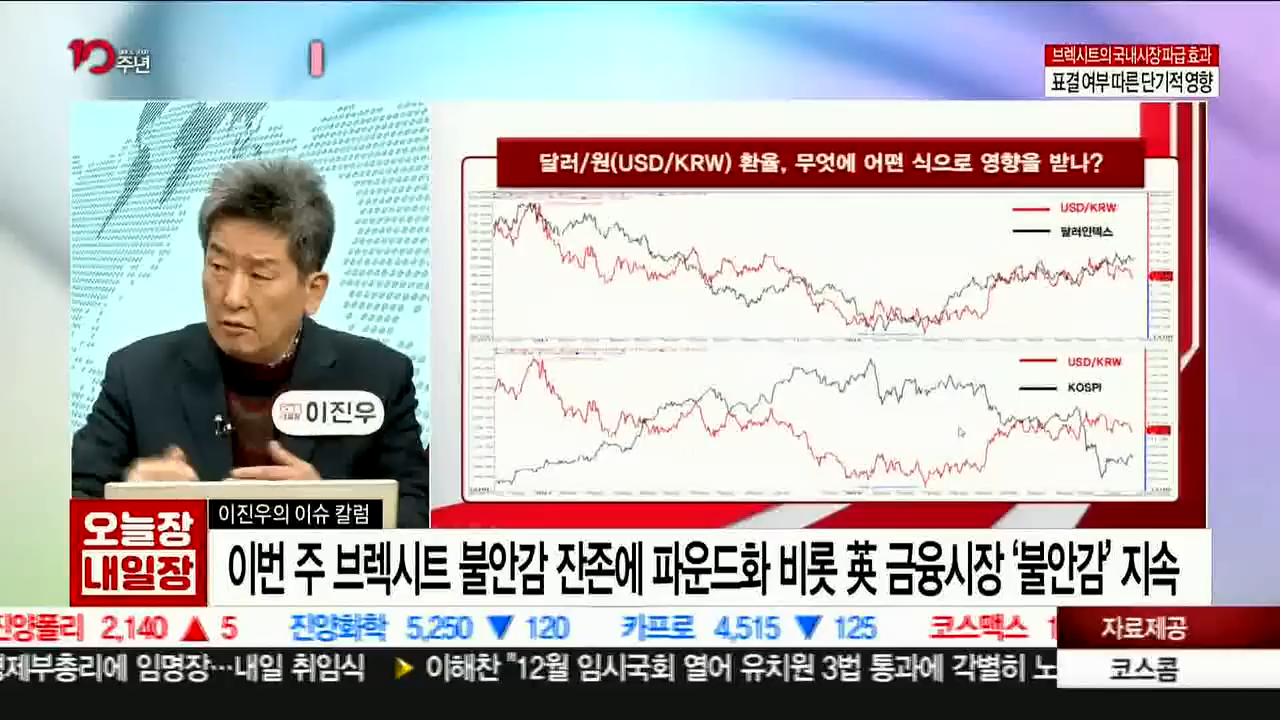 10주년
브렉시트의 국내시장 파급 효과
표결 여부 따른 단기적 영향
달러/원(USD/KRW) 환율, 무엇에 어떤 식으로 영향을 받나?
USD/KRW
달러인덱스
USD/KRW
KOSPI
이진우
오늘장
내일장
이진우의 이슈 칼럼
이번 주 브렉시트 불안감 잔존에 파운드화 비롯 英 금융시장 ‘불안감’ 지속
진양폴리 2,140 ▲ 5 진양화학 5,250 ▼ 120 카프로 4,515 ▼ 125 코스맥스 1
자료제공
경제부총리에 임명장…내일 취임식 ▶ 이해찬 "12월 임시국회 열어 유치원 3법 통과에 각별히 노
코스콤